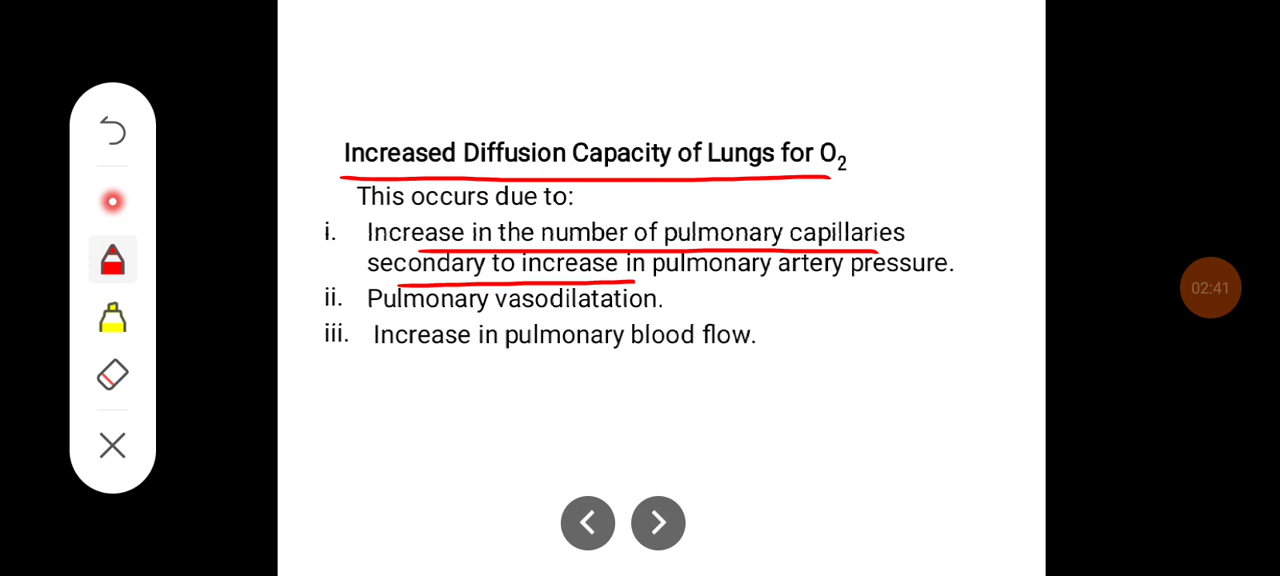 Increased Diffusion Capacity of Lungs for O₂
This occurs due to:
i. Increase in the number of pulmonary capillaries
secondary to increase in pulmonary artery pressure.
ii. Pulmonary vasodilatation.
iii. Increase in pulmonary blood flow.
02:41